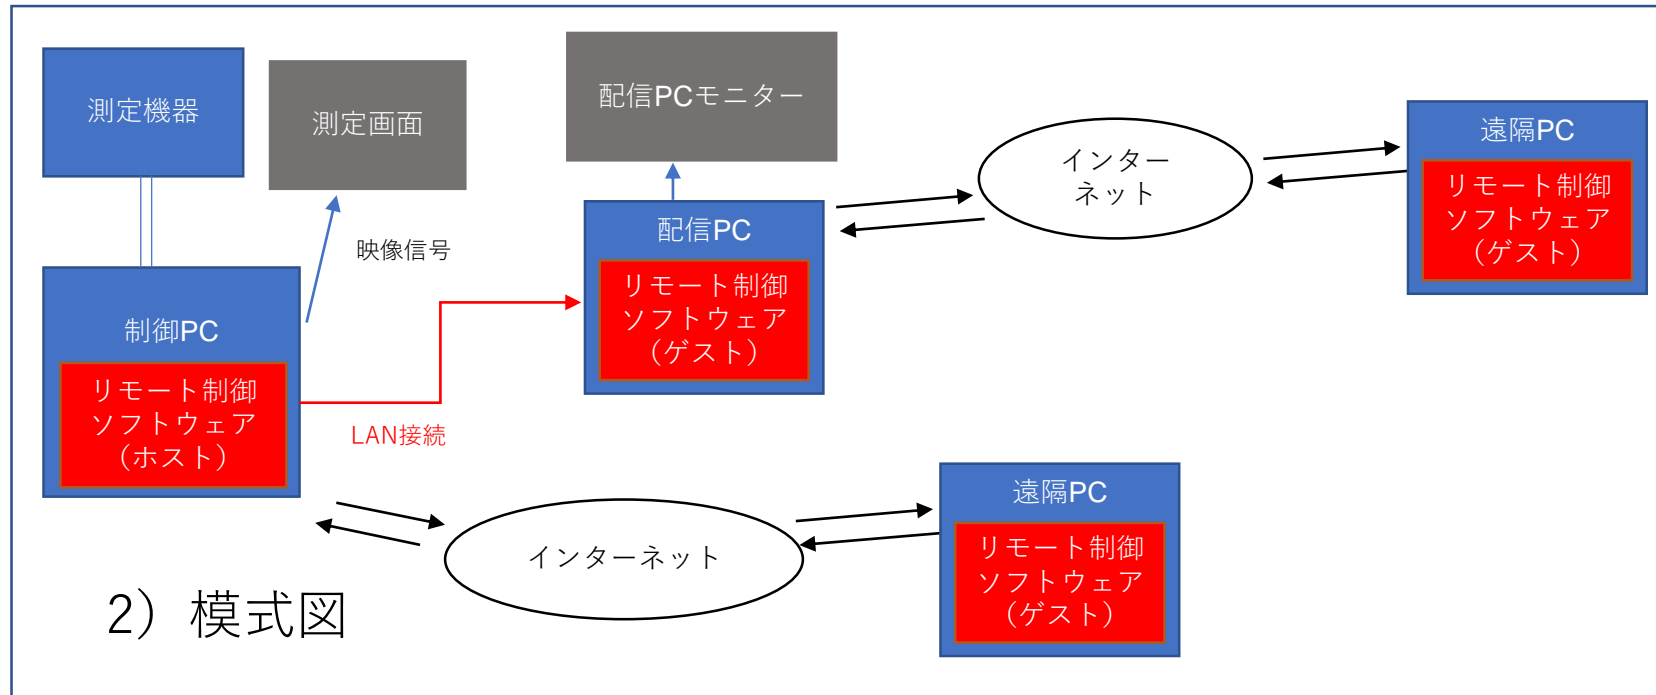 測定機器
測定画面
映像信号
制御PC
リモート制御
ソフトウェア
（ホスト）
LAN接続
配信PCモニター
配信PC
リモート制御
ソフトウェア
（ゲスト）
インター
ネット
遠隔PC
リモート制御
ソフトウェア
（ゲスト）
インターネット
遠隔PC
リモート制御
ソフトウェア
（ゲスト）
2）模式図